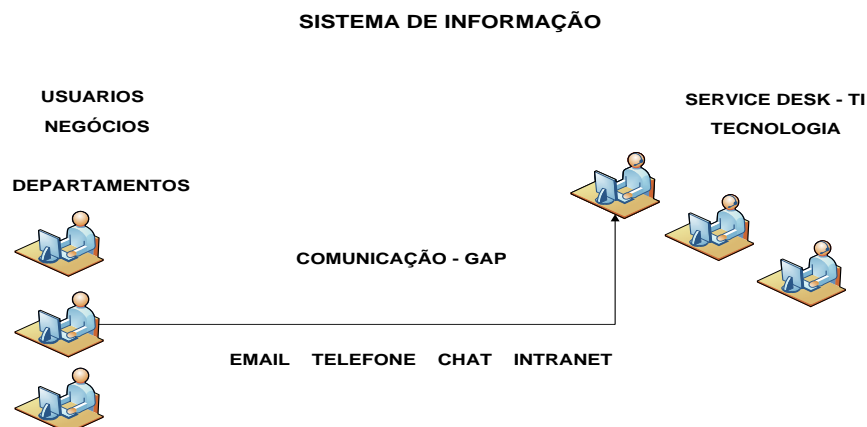 SISTEMA DE INFORMAÇÃO
USUARIOS
NEGÓCIOS
SERVICE DESK - TI
TECNOLOGIA
DEPARTAMENTOS
COMUNICAÇÃO - GAP
EMAIL TELEFONE CHAT INTRANET